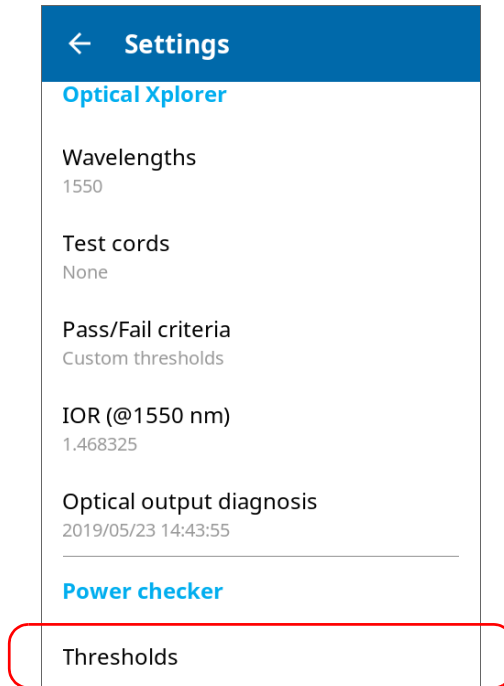 Settings
Optical Xplorer
Wavelengths
1550
Test cords
None
Pass/Fail criteria
Custom thresholds
IOR (@1550 nm)
1.468325
Optical output diagnosis
2019/05/23 14:43:55
Power checker
Thresholds